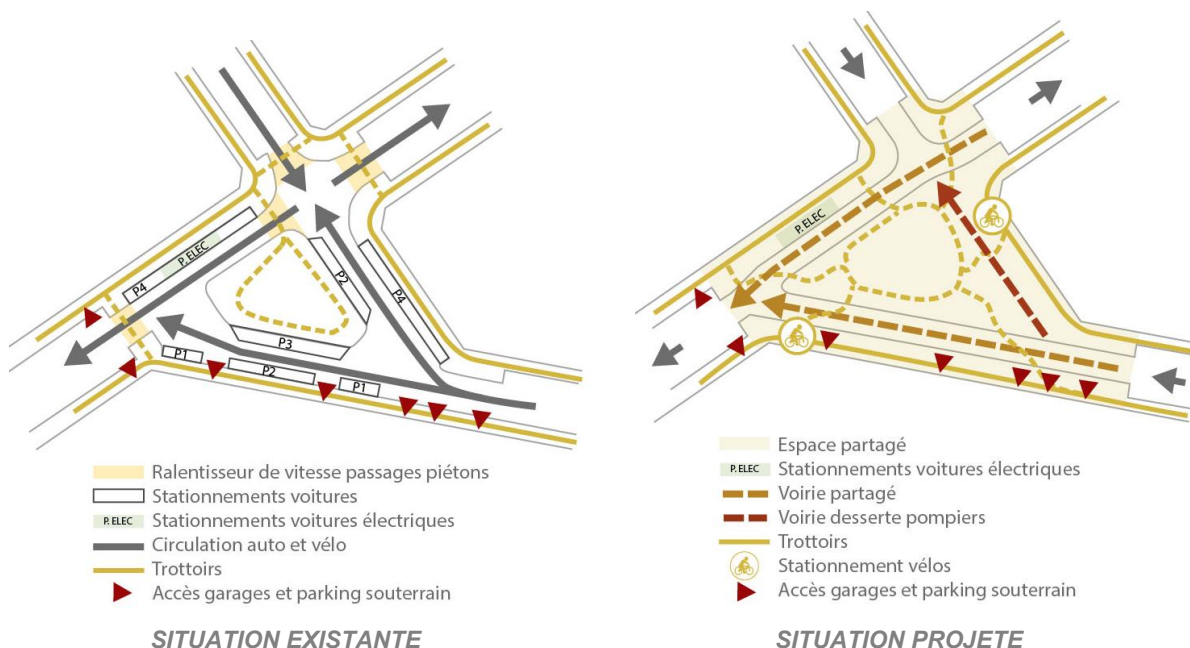 P. ELEC
P4
P2
P4
P3
P1
P2
P1
Ralentisseur de vitesse passages piétons
Stationnements voitures
P. ELEC Stationnements voitures électriques
Circulation auto et vélo
Trottoirs
Accès garages et parking souterrain
SITUATION EXISTANTE
P. ELEC
Espace partagé
P. ELEC Stationnements voitures électriques
Voirie partagé
Voirie desserte pompiers
Trottoirs
Stationnement vélos
Accès garages et parking souterrain
SITUATION PROJETE